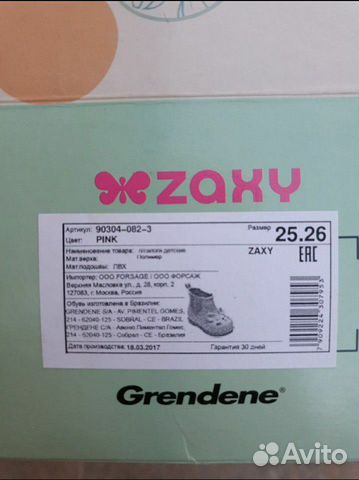 zaxy
Артикул: 90304-082-3
Цвет: PINK
Размер 25.26
Наименование товара: сапоги детские
Мат.верха: Полимер
ZAXY
EAC
Мат.подошвы: ПВХ
Импортер: ООО FORSAGE / ООО ФОРСАЖ
Верхняя Масловка ул., д. 28, корп. 2
127083, г. Москва, Россия
Обувь изготовлена в Бразилии:
GRENDENE S/A - AV. PIMENTEL GOMES,
214 - 62040-125 - SOBRAL - CE - BRAZIL
ГРЕНДЕНЕ С/А - Авено Пиментел Гомес,
214 - 62040-125 - Собрал - СЕ - Бразилия
Дата производства: 18.03.2017
Гарантия 30 дней
Grendene®
Avito